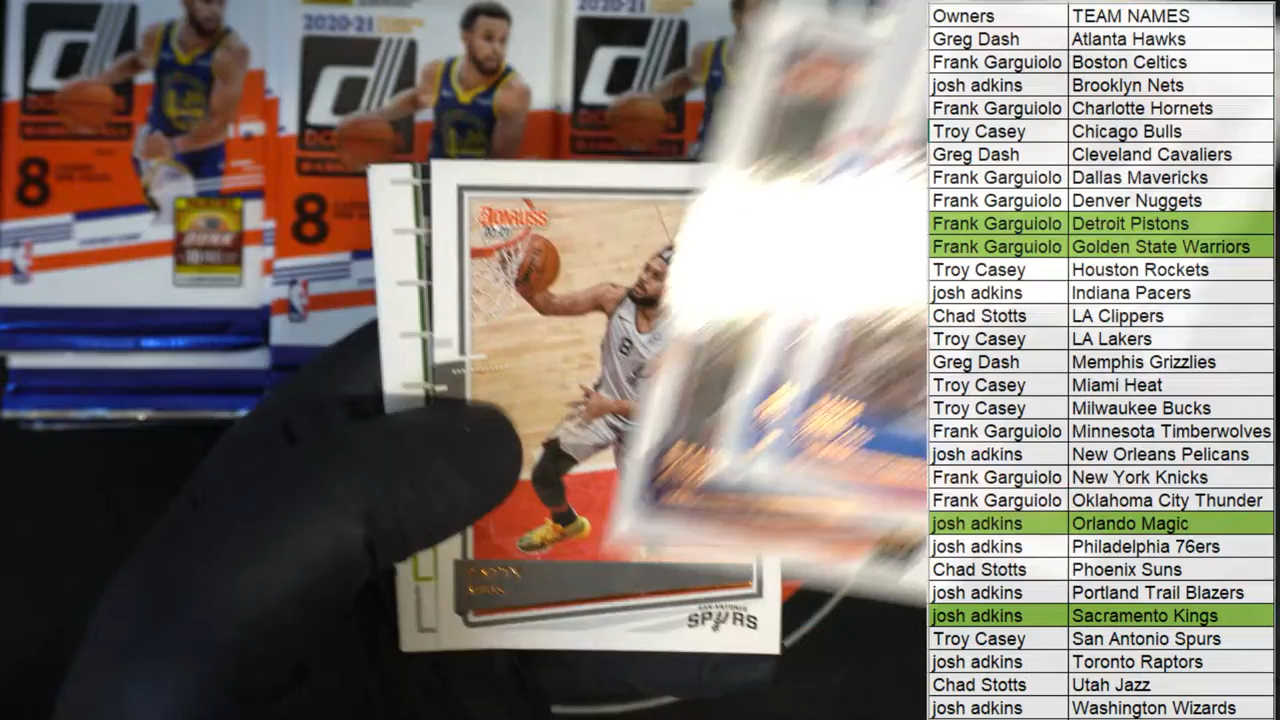 2020-21
2020-21
8
8
DONRUSS
8
SAN ANTONIO
SPURS
Owners TEAM NAMES
Greg Dash Atlanta Hawks
Frank Garguiolo Boston Celtics
josh adkins Brooklyn Nets
Frank Garguiolo Charlotte Hornets
Troy Casey Chicago Bulls
Greg Dash Cleveland Cavaliers
Frank Garguiolo Dallas Mavericks
Frank Garguiolo Denver Nuggets
Frank Garguiolo Detroit Pistons
Frank Garguiolo Golden State Warriors
Troy Casey Houston Rockets
josh adkins Indiana Pacers
Chad Stotts LA Clippers
Troy Casey LA Lakers
Greg Dash Memphis Grizzlies
Troy Casey Miami Heat
Troy Casey Milwaukee Bucks
Frank Garguiolo Minnesota Timberwolves
josh adkins New Orleans Pelicans
Frank Garguiolo New York Knicks
Frank Garguiolo Oklahoma City Thunder
josh adkins Orlando Magic
josh adkins Philadelphia 76ers
Chad Stotts Phoenix Suns
josh adkins Portland Trail Blazers
josh adkins Sacramento Kings
Troy Casey San Antonio Spurs
josh adkins Toronto Raptors
Chad Stotts Utah Jazz
josh adkins Washington Wizards